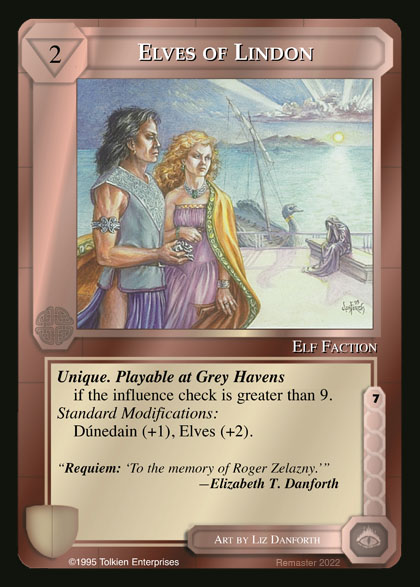 2
Elves of Lindon
Elf Faction
Unique. Playable at Grey Havens
if the influence check is greater than 9.
Standard Modifications:
Dúnedain (+1), Elves (+2).
7
“Requiem: ‘To the memory of Roger Zelazny.’”
—Elizabeth T. Danforth
Art by Liz Danforth
©1995 Tolkien Enterprises
Remaster 2022